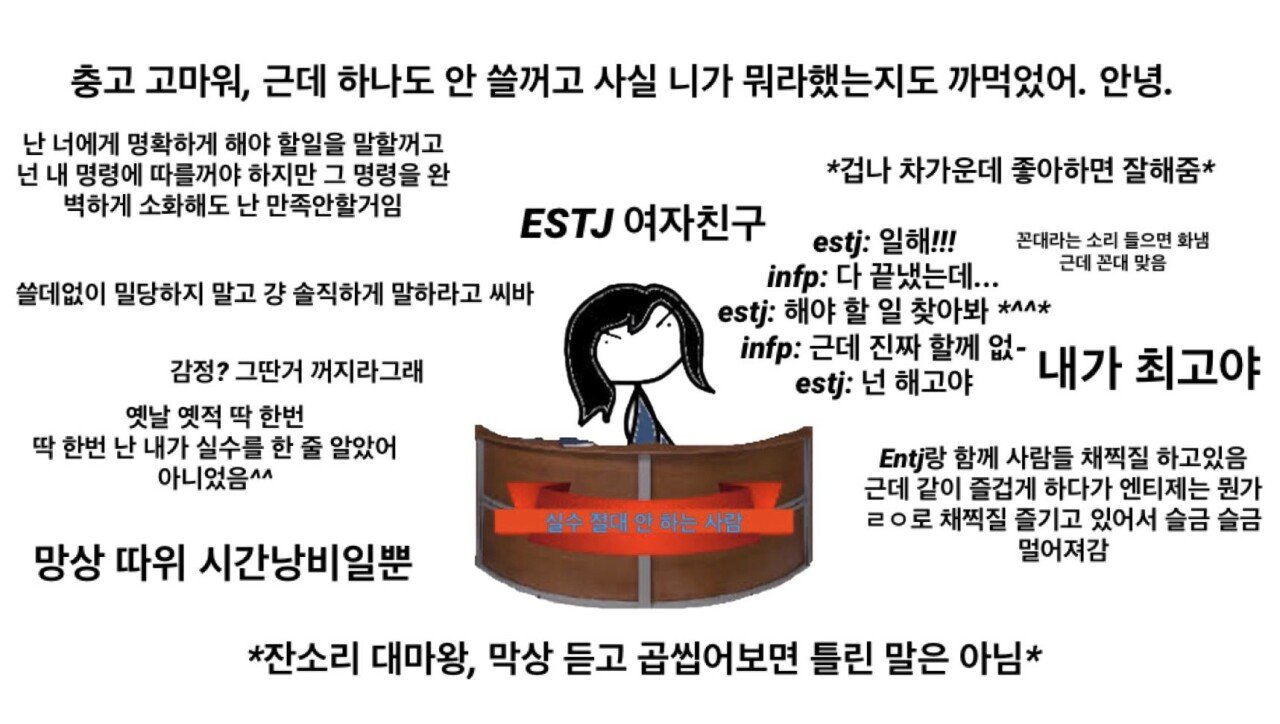 충고 고마워, 근데 하나도 안 쓸꺼고 사실 니가 뭐라했는지도 까먹었어. 안녕.
난 너에게 명확하게 해야 할일을 말할꺼고
넌 내 명령에 따를꺼야 하지만 그 명령을 완
벽하게 소화해도 난 만족안할거임
*겁나 차가운데 좋아하면 잘해줌*
ESTJ 여자친구
estj: 일해!!!
infp: 다 끝냈는데...
estj: 해야 할 일 찾아봐 *^^*
infp: 근데 진짜 할께 없-
estj: 넌 해고야
꼰대라는 소리 들으면 화냄
근데 꼰대 맞음
쓸데없이 밀당하지 말고 걍 솔직하게 말하라고 씨바
내가 최고야
감정? 그딴거 꺼지라그래
옛날 옛적 딱 한번
딱 한번 난 내가 실수를 한 줄 알았어
아니었음^^
Entj랑 함께 사람들 채찍질 하고있음
근데 같이 즐겁게 하다가 엔티제는 뭔가
ㄹㅇ로 채찍질 즐기고 있어서 슬금 슬금
멀어져감
실수 절대 안 하는 사람
망상 따위 시간낭비일뿐
*잔소리 대마왕, 막상 듣고 곱씹어보면 틀린 말은 아님*